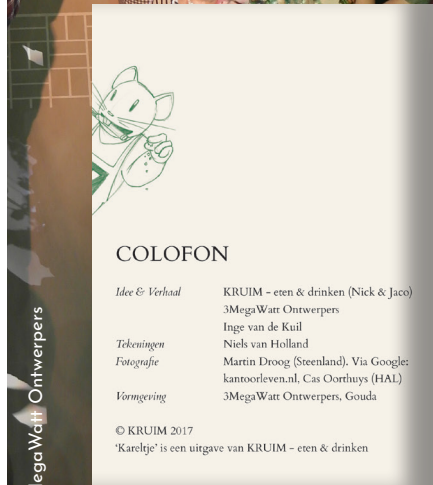 COLOFON
Idee & Verhaal KRUIM – eten & drinken (Nick & Jaco)
3MegaWatt Ontwerpers
Inge van de Kuil
Tekeningen Niels van Holland
Fotografie Martin Droog (Steenland). Via Google:
kantoorleven.nl, Cas Oorthuys (HAL)
Vormgeving 3MegaWatt Ontwerpers, Gouda
© KRUIM 2017
‘Kareltje’ is een uitgave van KRUIM – eten & drinken
egaWatt Ontwerpers